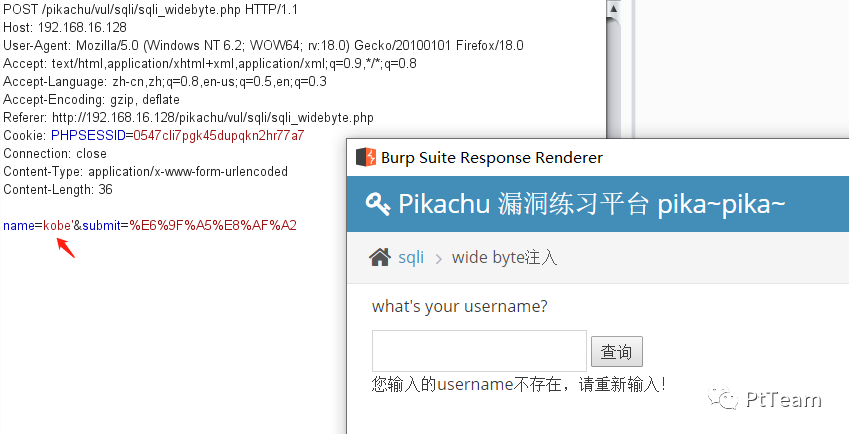 POST /pikachu/vul/sqli/sqli_widebyte.php HTTP/1.1
Host: 192.168.16.128
User-Agent: Mozilla/5.0 (Windows NT 6.2; WOW64; rv:18.0) Gecko/20100101 Firefox/18.0
Accept: text/html,application/xhtml+xml,application/xml;q=0.9,*/*;q=0.8
Accept-Language: zh-cn,zh;q=0.8,en-us;q=0.5,en;q=0.3
Accept-Encoding: gzip, deflate
Referer: http://192.168.16.128/pikachu/vul/sqli/sqli_widebyte.php
Cookie: PHPSESSID=0547cli7pgk45dupqkn2hr77a7
Connection: close
Content-Type: application/x-www-form-urlencoded
Content-Length: 36
name=kobe'&submit=%E6%9F%A5%E8%AF%A2
Burp Suite Response Renderer
Pikachu 漏洞练习平台 pika~pika~
sqli > wide byte注入
what's your username?
查询
您输入的username不存在，请重新输入!
PtTeam